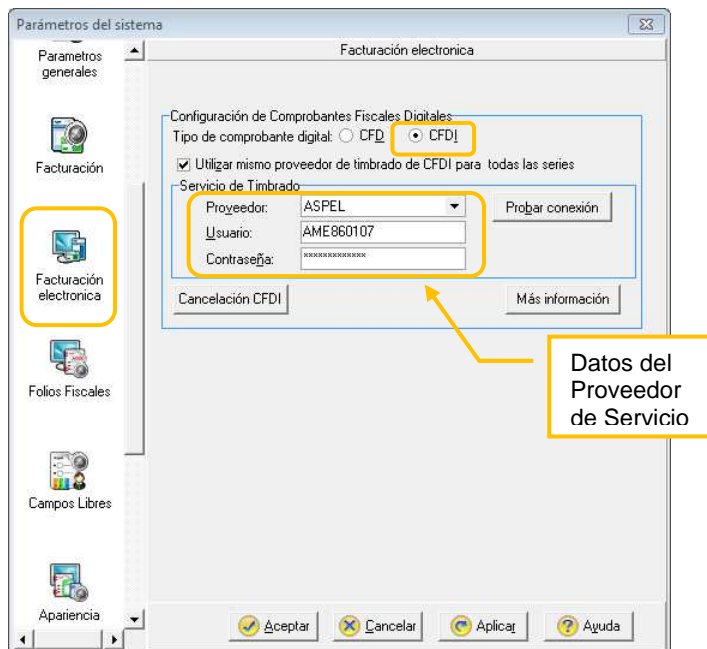 Parámetros del sistema
Parametros
generales
Facturación
Facturación
electronica
Folios Fiscales
Campos Libres
Apariencia
Facturación electronica
Configuración de Comprobantes Fiscales Digitales
Tipo de comprobante digital: CFD CFDI
Utilizar mismo proveedor de timbrado de CFDI para todas las series
Servicio de Timbrado
Proveedor: ASPEL Probar conexión
Usuario: AME860107
Contraseña: *************
Cancelación CFDI Más información
Datos del
Proveedor
de Servicio
Aceptar Cancelar Aplicar Ayuda